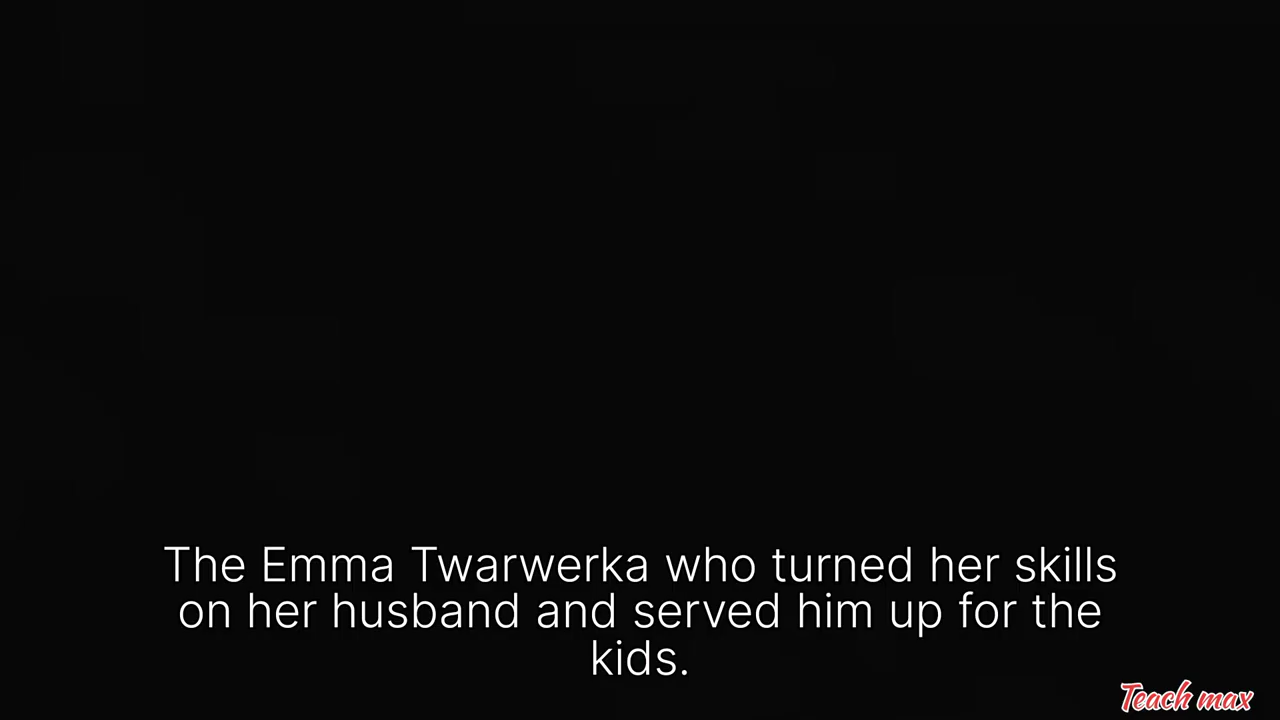 The Emma Twarwerka who turned her skills
on her husband and served him up for the
kids.
Teach max